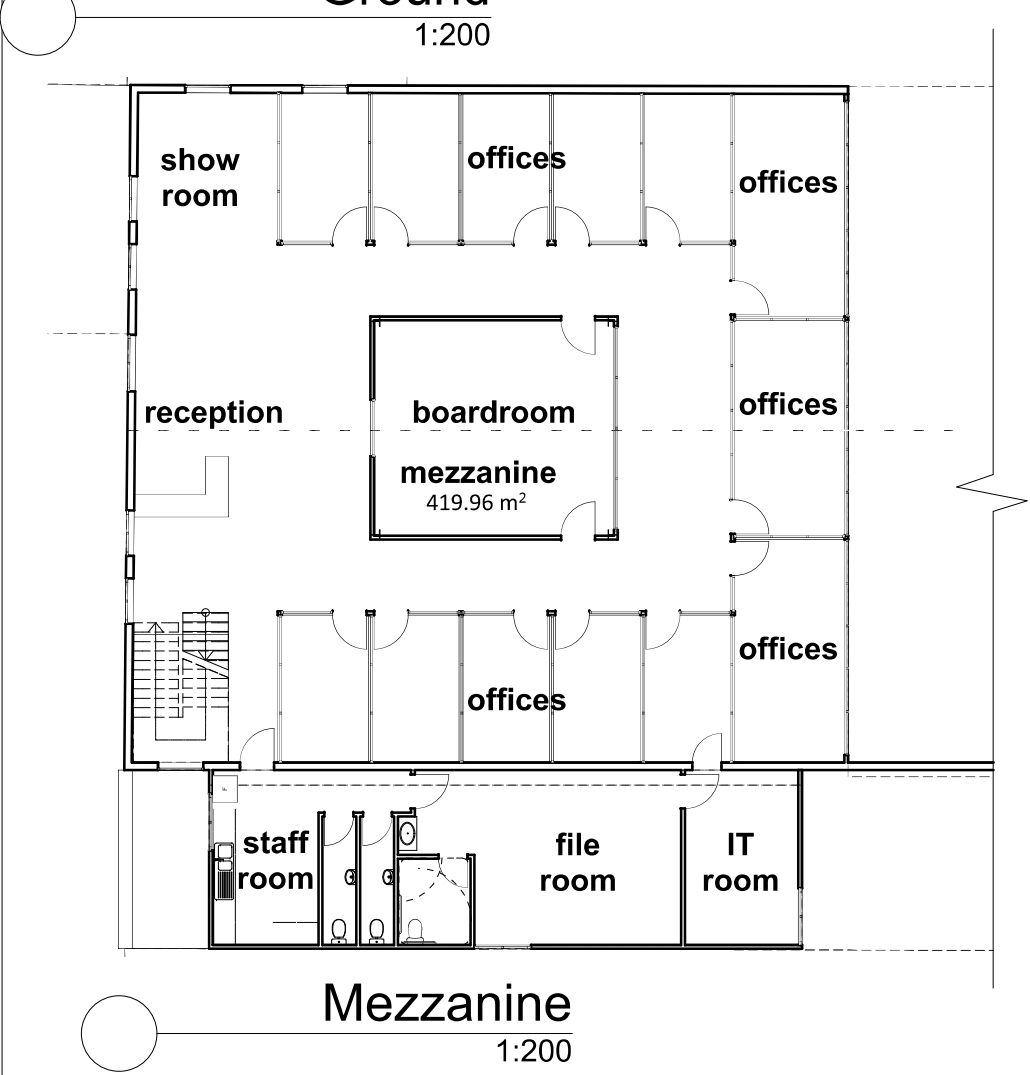 Ground
1:200
show
room
offices
offices
reception
boardroom
offices
mezzanine
419.96 m²
offices
offices
staff
room
file
room
IT
room
Mezzanine
1:200